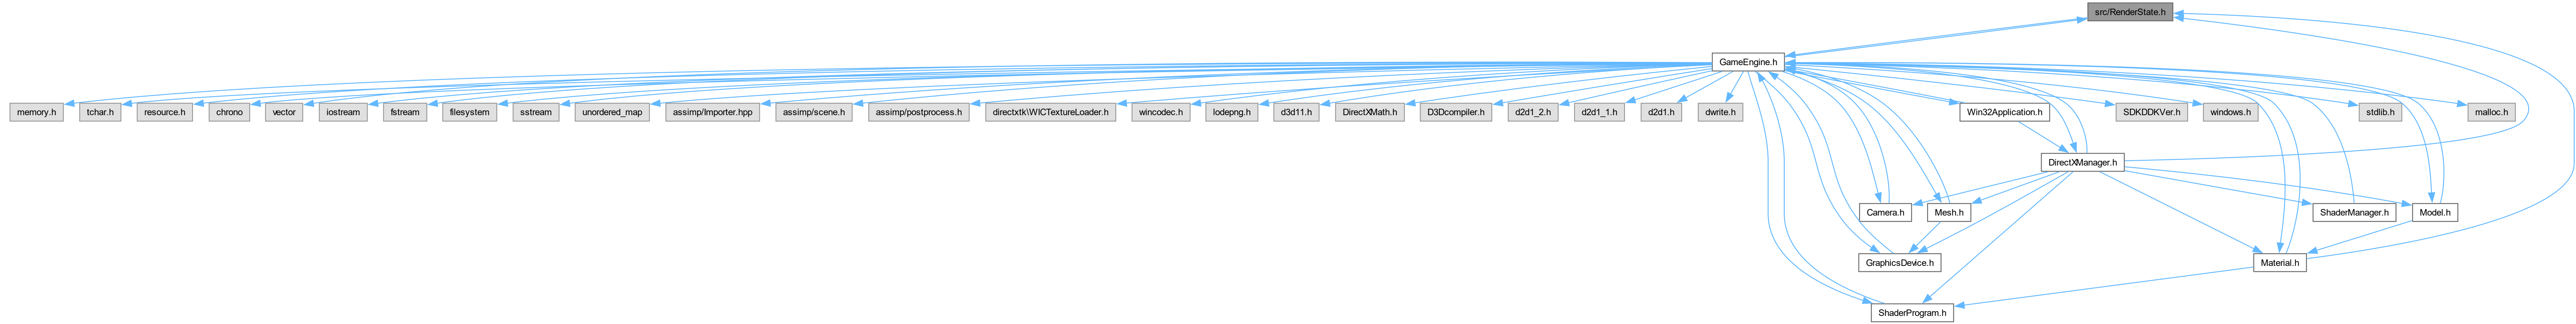 src/RenderState.h
GameEngine.h
memory.h
tchar.h
resource.h
chrono
vector
iostream
fstream
filesystem
sstream
unordered_map
assimp/Importer.hpp
assimp/scene.h
assimp/postprocess.h
directxtk\WICTextureLoader.h
wincodec.h
lodepng.h
d3d11.h
DirectXMath.h
D3Dcompiler.h
d2d1_2.h
d2d1_1.h
d2d1.h
dwrite.h
Win32Application.h
SDKDDKVer.h
windows.h
stdlib.h
malloc.h
DirectXManager.h
Camera.h
Mesh.h
ShaderManager.h
Model.h
GraphicsDevice.h
Material.h
ShaderProgram.h